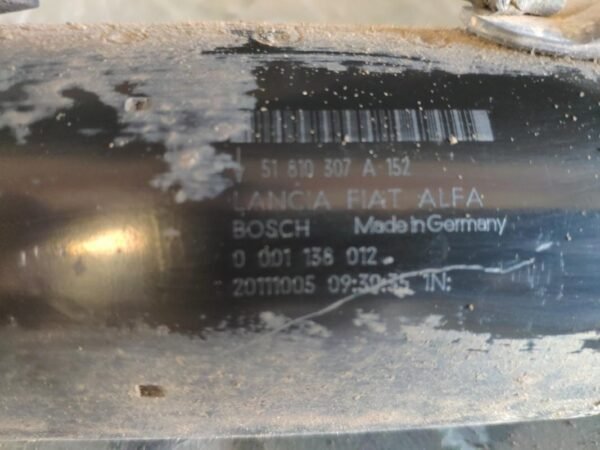 51 810 307 A 152
LANCIA FIAT ALFA
BOSCH Made in Germany
0 001 138 012
20111005 09:30:35 1N: